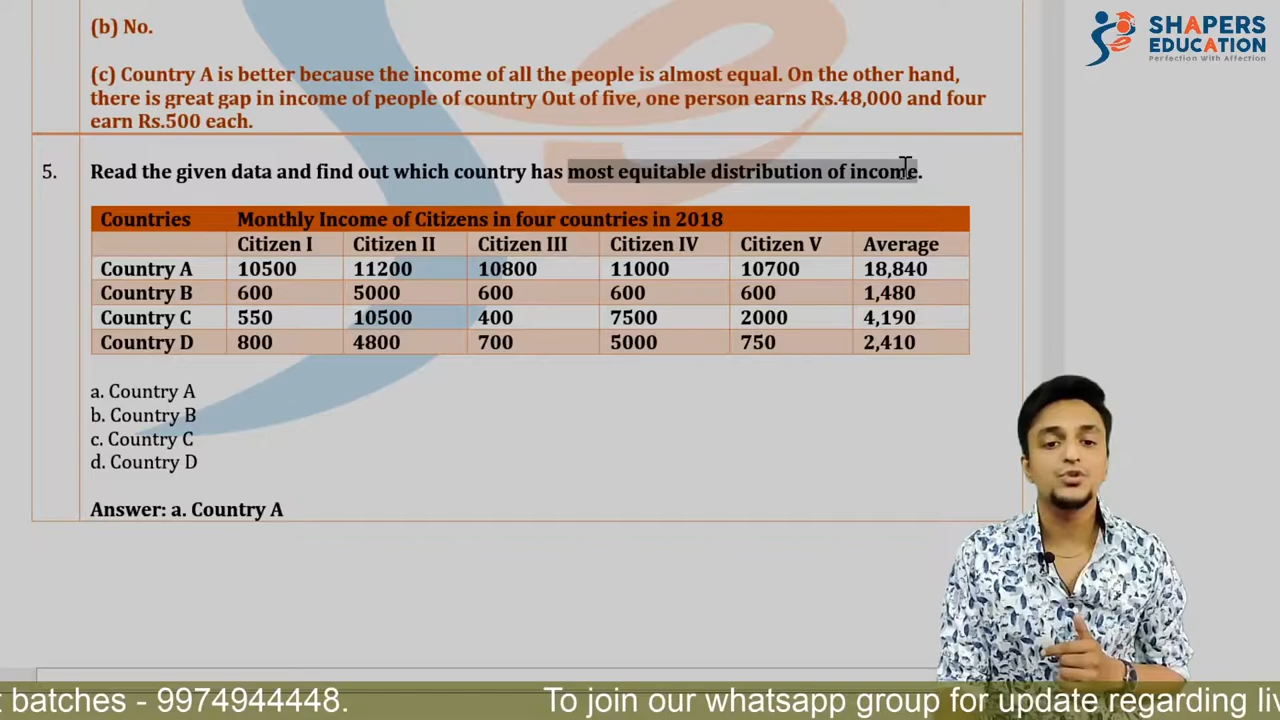 (b) No.
SHAPERS
EDUCATION
Perfection With Affection
(c) Country A is better because the income of all the people is almost equal. On the other hand,
there is great gap in income of people of country Out of five, one person earns Rs.48,000 and four
earn Rs.500 each.
5. Read the given data and find out which country has most equitable distribution of income.
Countries Monthly Income of Citizens in four countries in 2018
Citizen I Citizen II Citizen III Citizen IV Citizen V Average
Country A 10500 11200 10800 11000 10700 18,840
Country B 600 5000 600 600 600 1,480
Country C 550 10500 400 7500 2000 4,190
Country D 800 4800 700 5000 750 2,410
a. Country A
b. Country B
c. Country C
d. Country D
Answer: a. Country A
t batches - 9974944448. To join our whatsapp group for update regarding li